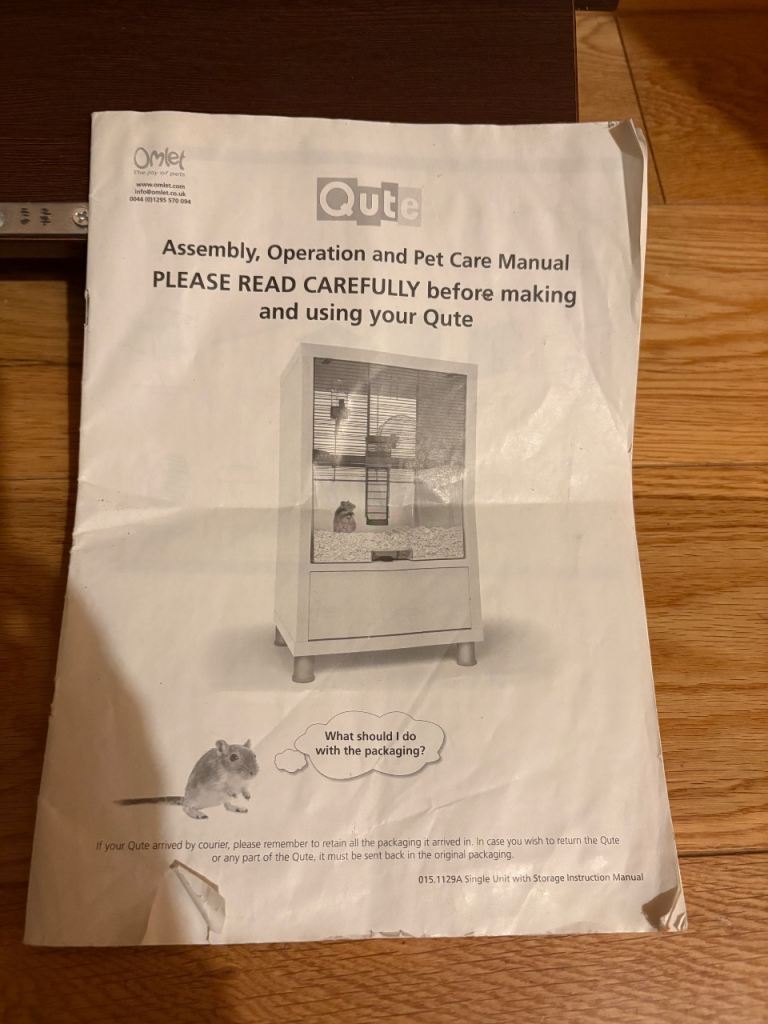 Omlet
The joy of pets
www.omlet.com
info@omlet.co.uk
0044 (0)1295 570 094
Qute
Assembly, Operation and Pet Care Manual
PLEASE READ CAREFULLY before making
and using your Qute
What should I do
with the packaging?
If your Qute arrived by courier, please remember to retain all the packaging it arrived in. In case you wish to return the Qute
or any part of the Qute, it must be sent back in the original packaging.
015.1129A Single Unit with Storage Instruction Manual